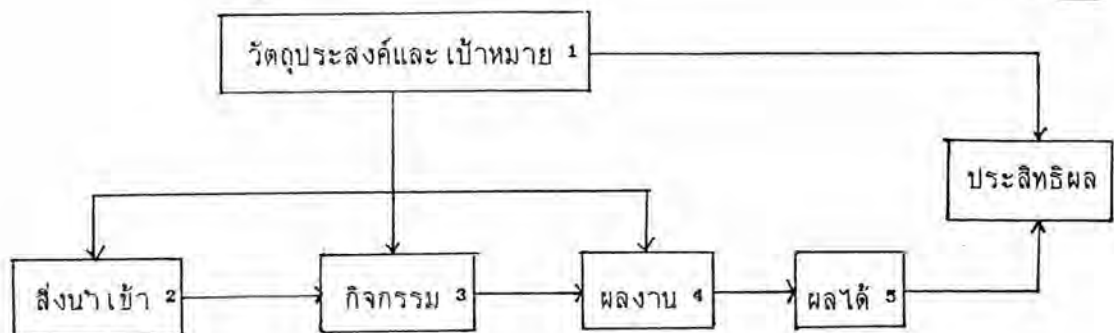 วัตถุประสงค์และ เป้าหมาย 1
ประสิทธิผล
สิ่งนำ เข้า 2
กิจกรรม 3
ผลงาน 4
ผลได้ 5